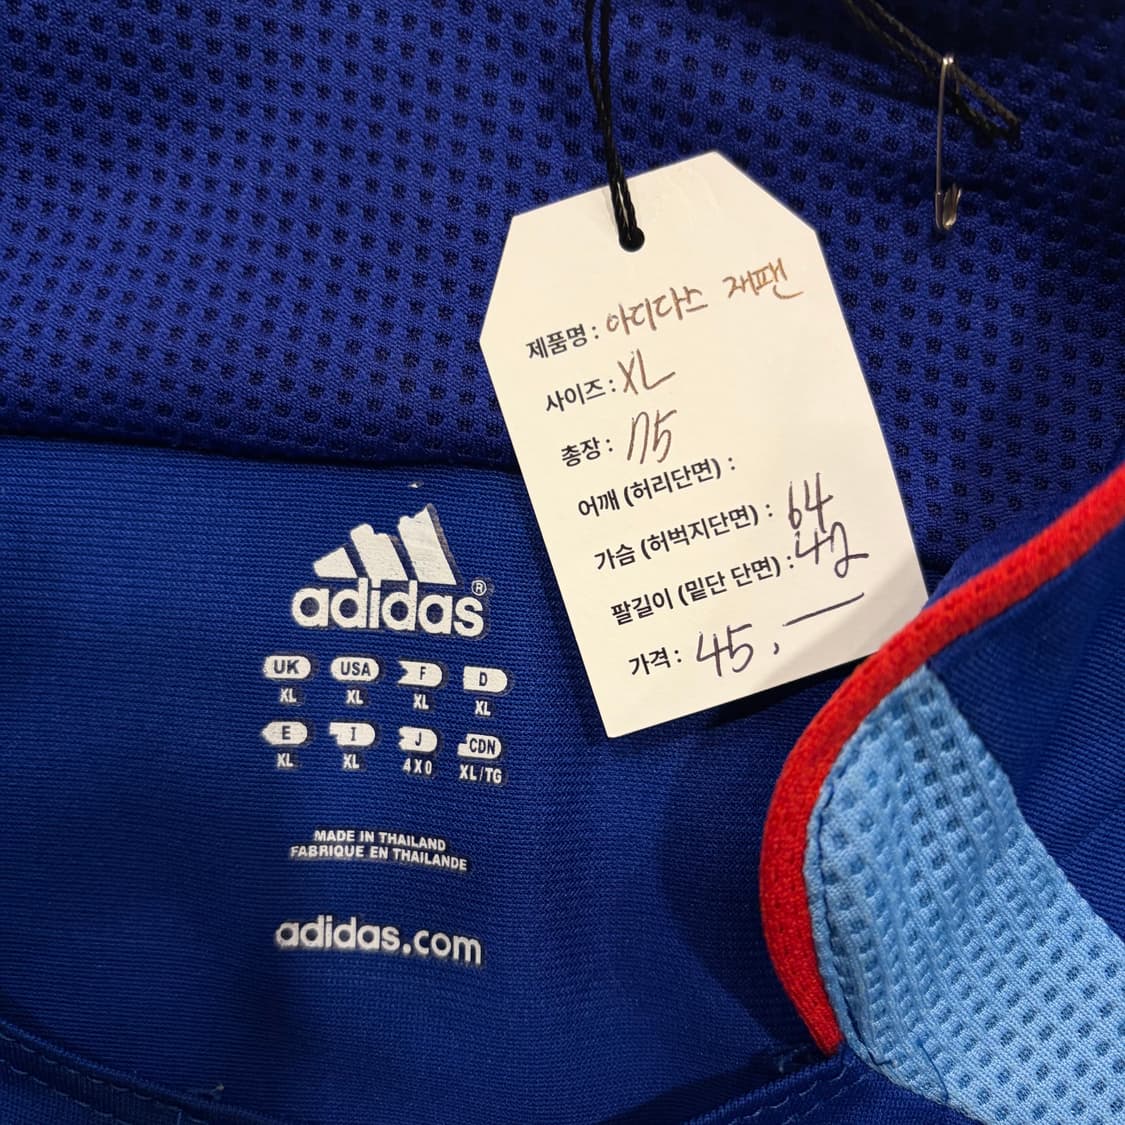 제품명 : 아디다스 재팬
사이즈 : XL
총장 : 75
어깨 (허리단면) :
가슴 (허벅지단면) : 64
팔길이 (밑단 단면) : 42
가격 : 45,—
adidas®
UK USA F D
XL XL XL XL
E I J CDN
XL XL 4X0 XL/TG
MADE IN THAILAND
FABRIQUE EN THAILANDE
adidas.com